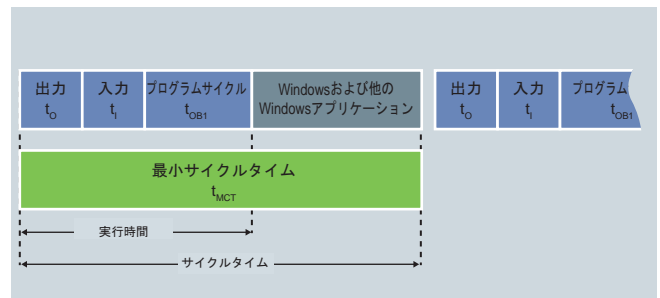 出力
tO
入力
tI
プログラムサイクル
tOB1
Windowsおよび他の
Windowsアプリケーション
出力
tO
入力
tI
プログラム
tOB1
最小サイクルタイム
tMCT
実行時間
サイクルタイム